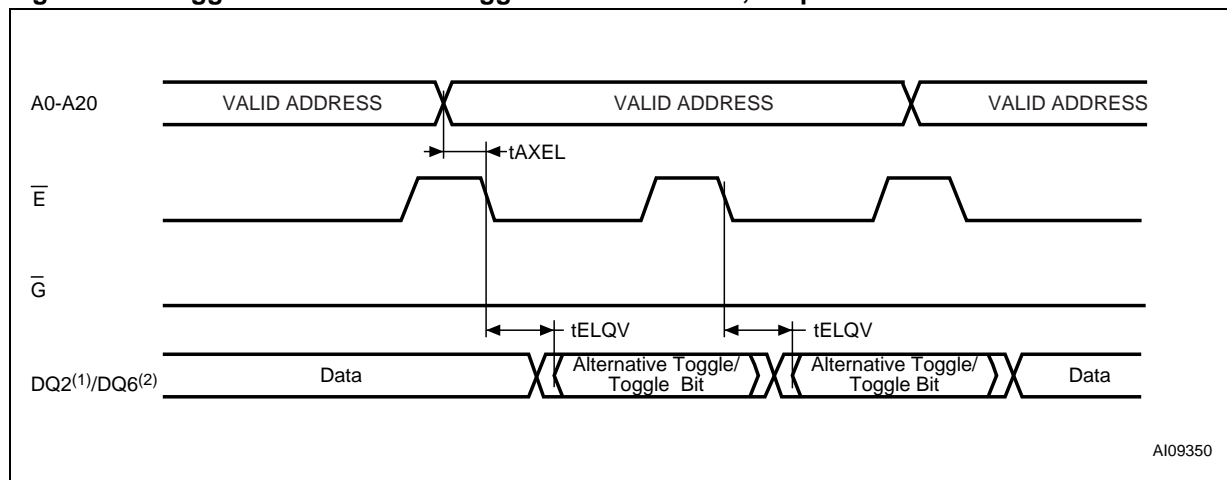 A0-A20
VALID ADDRESS
VALID ADDRESS
VALID ADDRESS
tAXEL
E
G
tELQV
tELQV
DQ2(1)/DQ6(2)
Data
Alternative Toggle/
Toggle Bit
Alternative Toggle/
Toggle Bit
Data
AI09350